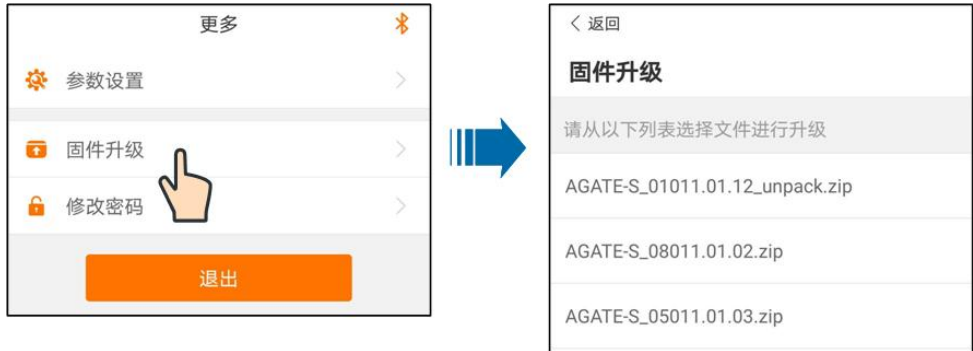 更多
参数设置
固件升级
修改密码
退出
返回
固件升级
请从以下列表选择文件进行升级
AGATE-S_01011.01.12_unpack.zip
AGATE-S_08011.01.02.zip
AGATE-S_05011.01.03.zip